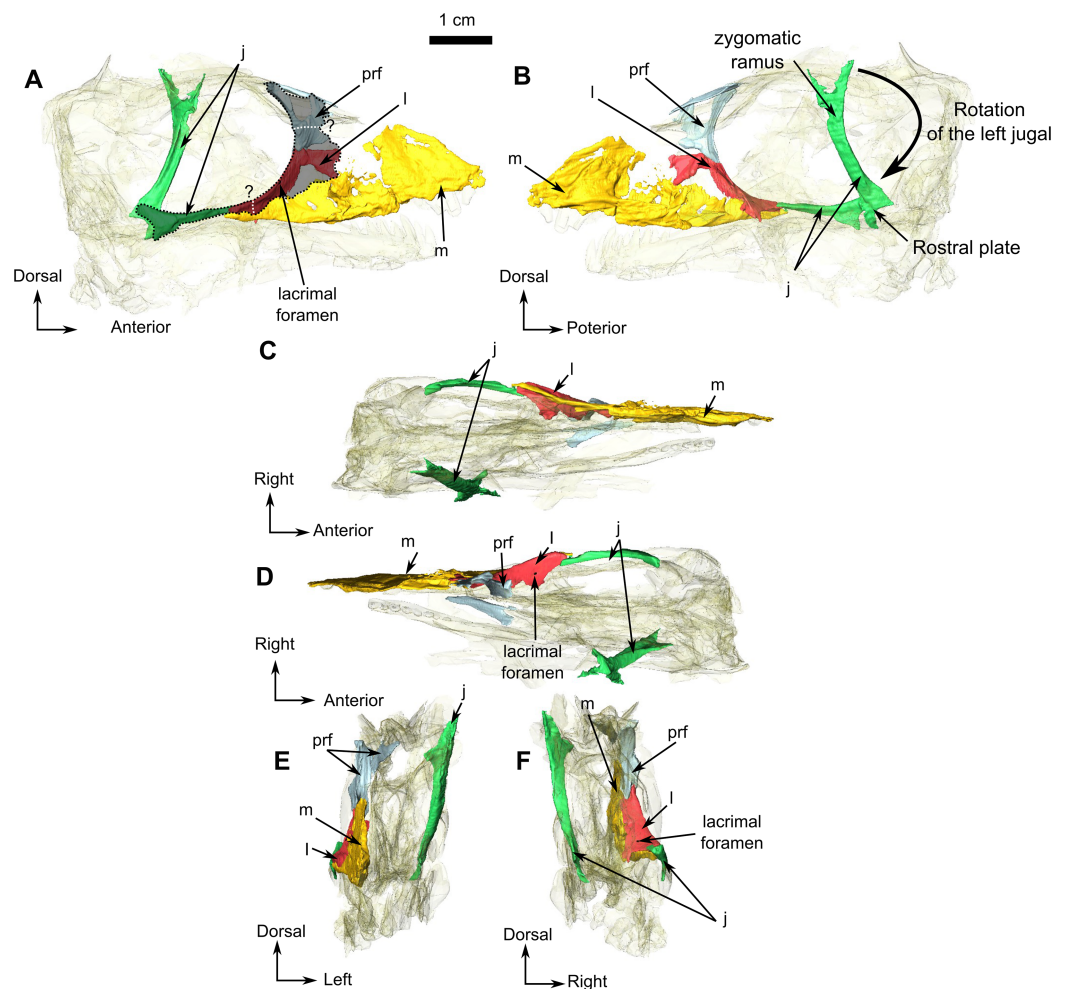 1 cm
A
j
prf
l
?
?
m
lacrimal
foramen
Dorsal
Anterior
B
prf
zygomatic
ramus
l
Rotation
of the left jugal
m
Rostral plate
j
Dorsal
Poterior
C
j
l
m
Right
Anterior
D
m
prf
l
j
lacrimal
foramen
Right
Anterior
E
prf
j
m
l
Dorsal
Left
F
m
prf
l
lacrimal
foramen
j
Dorsal
Right